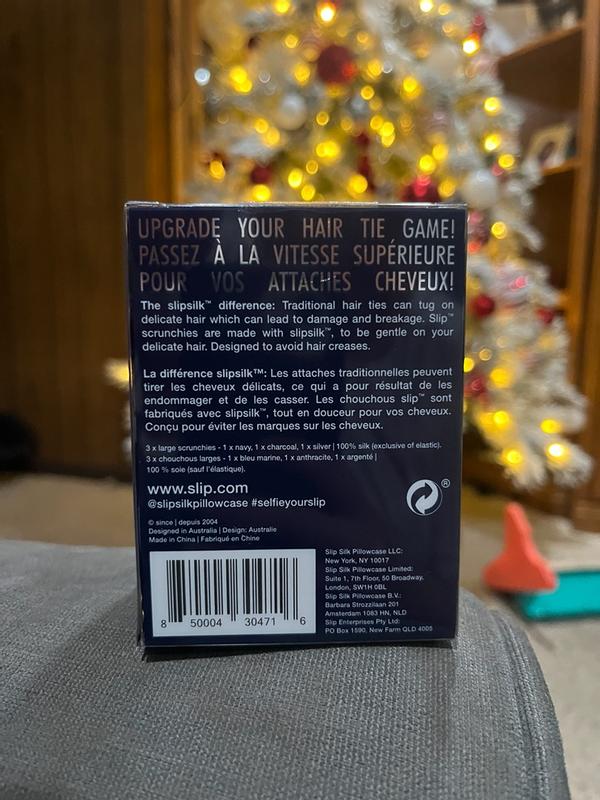 UPGRADE YOUR HAIR TIE GAME!
PASSEZ À LA VITESSE SUPÉRIEURE
POUR VOS ATTACHES CHEVEUX!
The slipsilk™ difference: Traditional hair ties can tug on
delicate hair which can lead to damage and breakage. Slip™
scrunchies are made with slipsilk™, to be gentle on your
delicate hair. Designed to avoid hair creases.
La différence slipsilk™: Les attaches traditionnelles peuvent
tirer les cheveux délicats, ce qui a pour résultat de les
endommager et de les casser. Les chouchous slip™ sont
fabriqués avec slipsilk™, tout en douceur pour vos cheveux.
Conçu pour éviter les marques sur les cheveux.
3 x large scrunchies - 1 x navy, 1 x charcoal, 1 x silver | 100% silk (exclusive of elastic).
3 x chouchous larges - 1 x bleu marine, 1 x anthracite, 1 x argenté |
100 % soie (sauf l'élastique).
www.slip.com
@slipsilkpillowcase #selfieyourslip
®
© since | depuis 2004
Designed in Australia | Design: Australie
Made in China | Fabriqué en Chine
8 50004 30471 6
Slip Silk Pillowcase LLC:
New York, NY 10017
Slip Silk Pillowcase Limited:
Suite 1, 7th Floor, 50 Broadway,
London, SW1H 0BL
Slip Silk Pillowcase B.V.:
Barbara Strozzilaan 201
Amsterdam 1083 HN, NLD
Slip Enterprises Pty Ltd:
PO Box 1590, New Farm QLD 4005